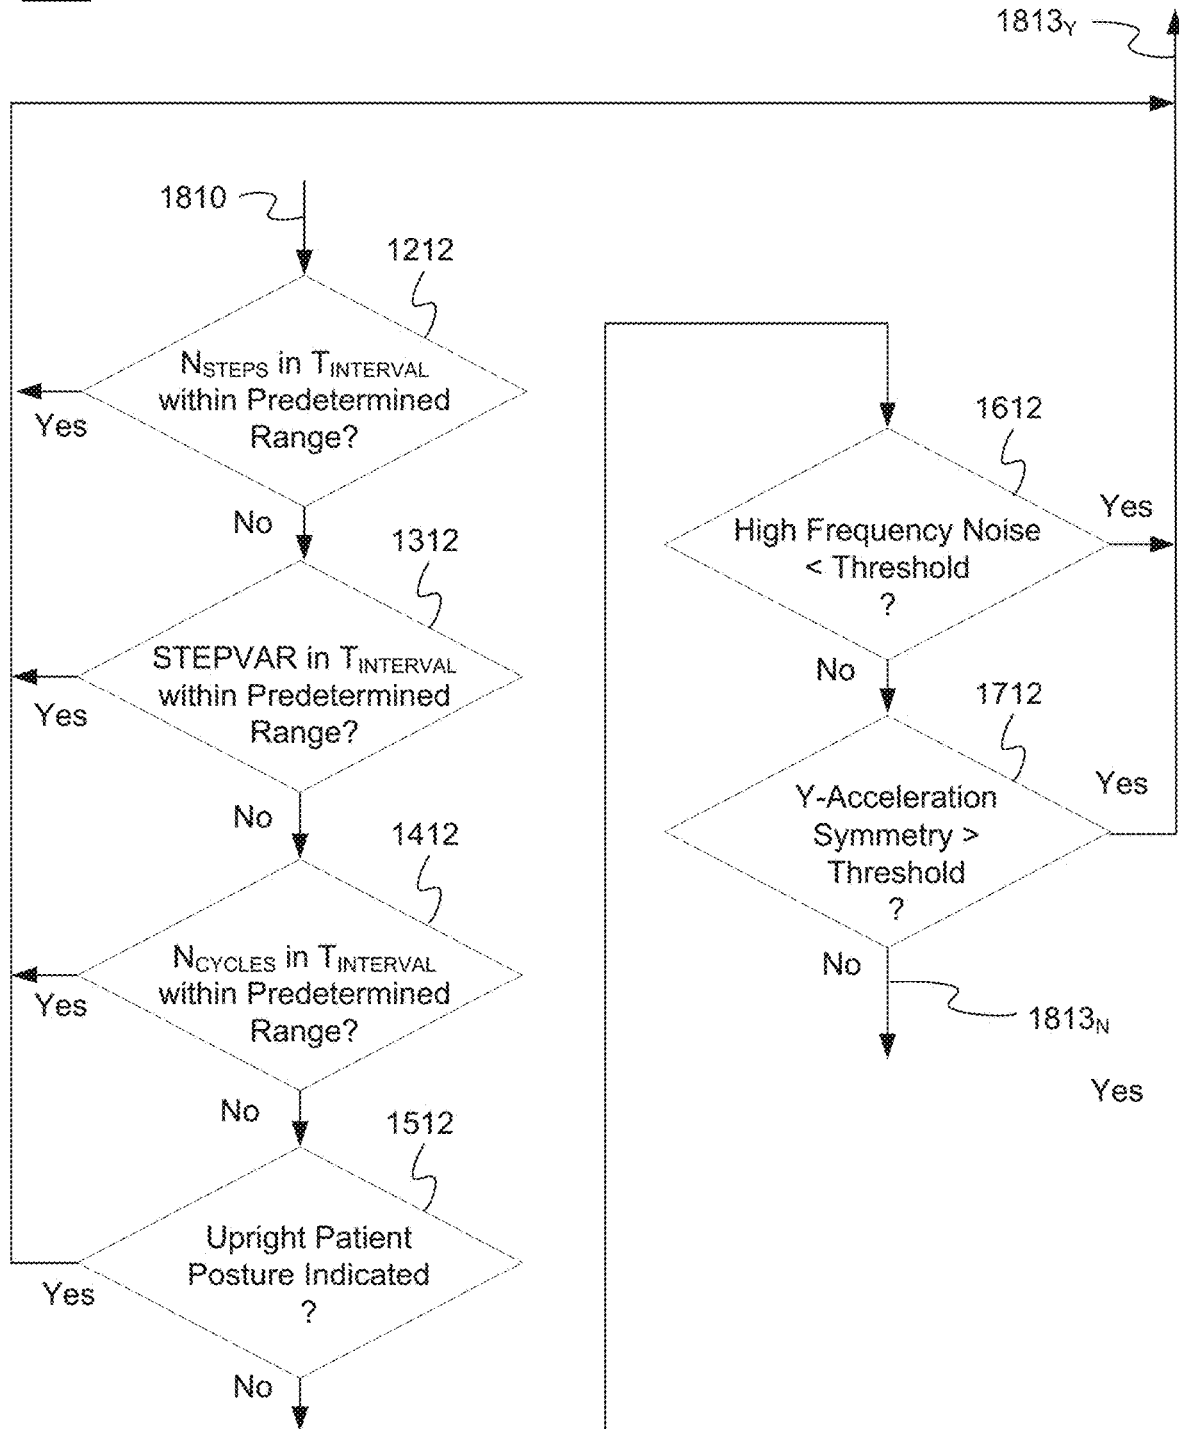 1813Y
1810
1212
NSTEPS in TINTERVAL
within Predetermined
Range?
Yes
No
1312
STEPVAR in TINTERVAL
within Predetermined
Range?
Yes
No
1412
NCYCLES in TINTERVAL
within Predetermined
Range?
Yes
No
1512
Upright Patient
Posture Indicated
?
Yes
No
1612
High Frequency Noise
< Threshold
?
Yes
No
1712
Y-Acceleration
Symmetry >
Threshold
?
Yes
No
1813N
Yes